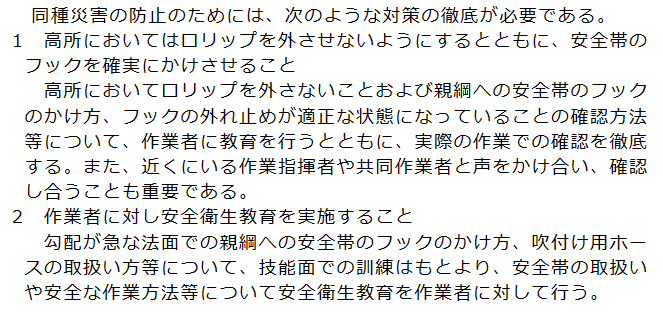 同種災害の防止のためには、次のような対策の徹底が必要である。
1　高所においてはロリップを外させないようにするとともに、安全帯の
フックを確実にかけさせること
高所においてロリップを外さないことおよび親綱への安全帯のフック
のかけ方、フックの外れ止めが適正な状態になっていることの確認方法
等について、作業者に教育を行うとともに、実際の作業での確認を徹底
する。また、近くにいる作業指揮者や共同作業者と声をかけ合い、確認
し合うことも重要である。
2　作業者に対し安全衛生教育を実施すること
勾配が急な法面での親綱への安全帯のフックのかけ方、吹付け用ホー
スの取扱い方等について、技能面での訓練はもとより、安全帯の取扱い
や安全な作業方法等について安全衛生教育を作業者に対して行う。